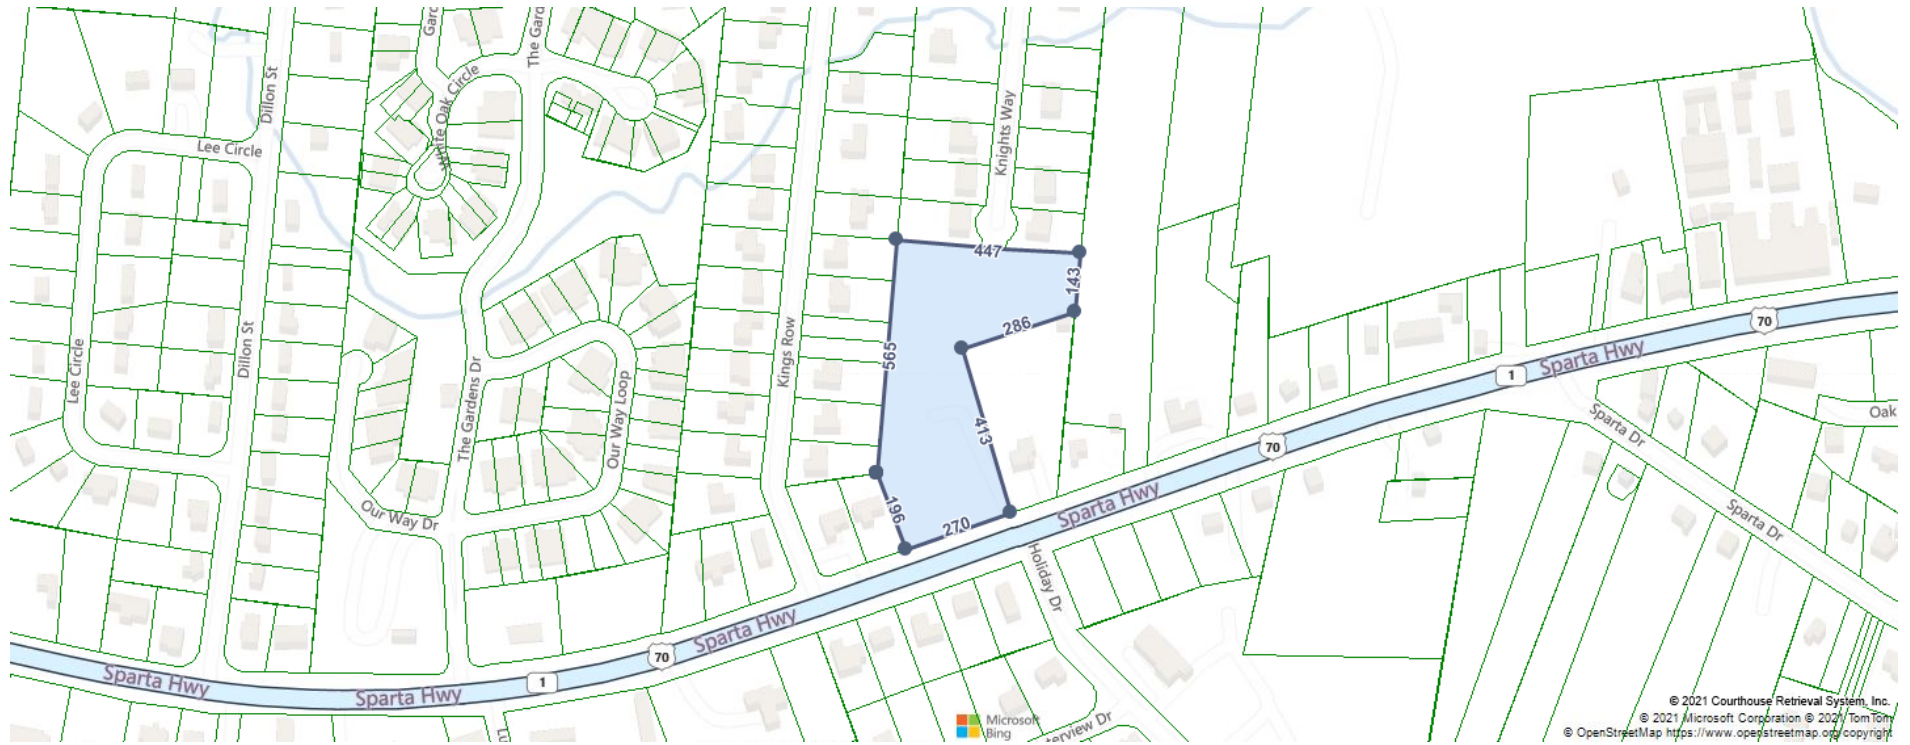 Garc
The Gard
Dillon St
White Oak Circle
Lee Circle
Knights Way
447
143
286
565
413
196
270
Kings Row
Dillon St
Lee Circle
The Gardens Dr
Our Way Loop
Our Way Dr
70
Sparta Hwy
1
70
Sparta Hwy
Sparta Dr
Oak
Sparta Dr
Holiday Dr
Sparta Hwy
70
1
Sparta Hwy
Sparta Hwy
Lu
terview Dr
Microsoft
Bing
© 2021 Courthouse Retrieval System, Inc.
© 2021 Microsoft Corporation © 2021 TomTom
© OpenStreetMap https://www.openstreetmap.org/copyright